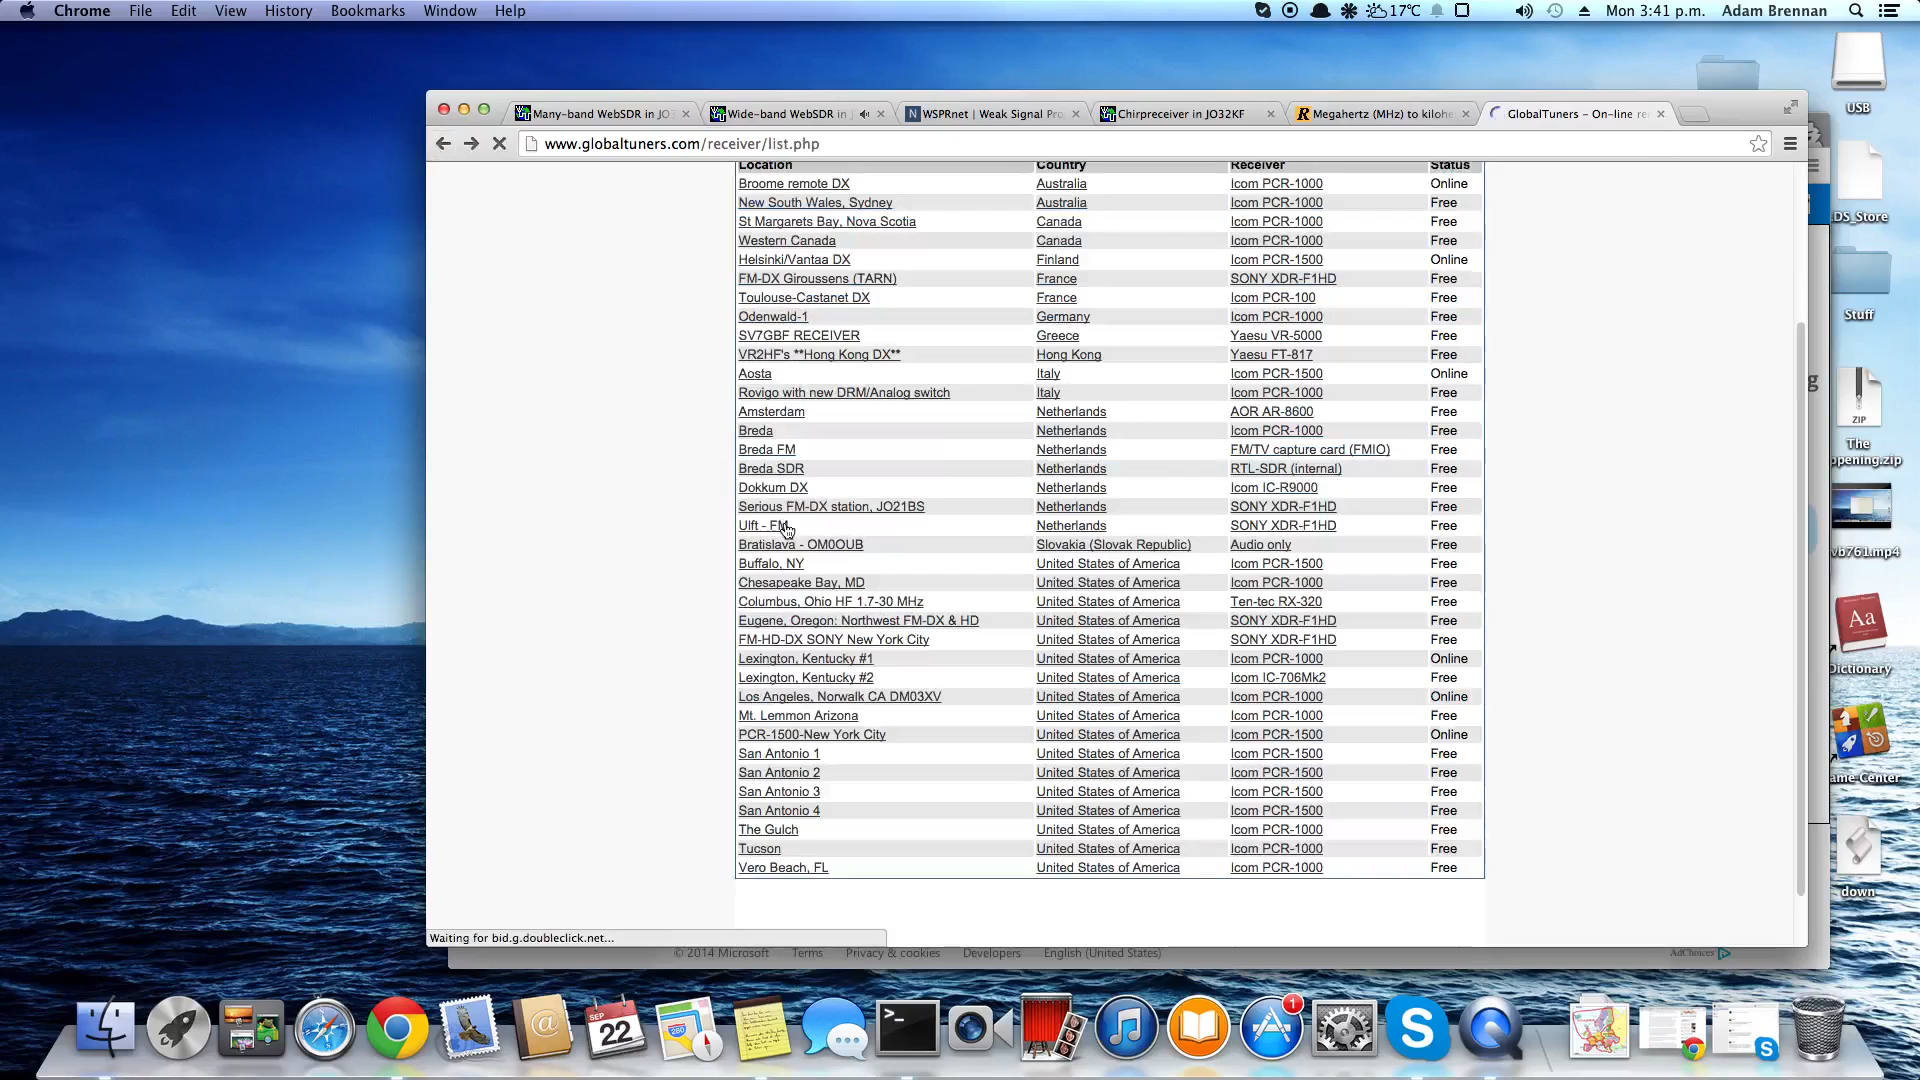 Chrome File Edit View History Bookmarks Window Help 17°C Mon 3:41 p.m. Adam Brennan
Many-band WebSDR in JO3 Wide-band WebSDR in WSPRnet | Weak Signal Pro Chirpreceiver in JO32KF Megahertz (MHz) to kilohe GlobalTuners – On-line re
www.globaltuners.com/receiver/list.php
Location Country Receiver Status
Broome remote DX Australia Icom PCR-1000 Online
New South Wales, Sydney Australia Icom PCR-1000 Free
St Margarets Bay, Nova Scotia Canada Icom PCR-1000 Free
Western Canada Canada Icom PCR-1000 Free
Helsinki/Vantaa DX Finland Icom PCR-1500 Online
FM-DX Giroussens (TARN) France SONY XDR-F1HD Free
Toulouse-Castanet DX France Icom PCR-100 Free
Odenwald-1 Germany Icom PCR-1000 Free
SV7GBF RECEIVER Greece Yaesu VR-5000 Free
VR2HF's **Hong Kong DX** Hong Kong Yaesu FT-817 Free
Aosta Italy Icom PCR-1500 Online
Rovigo with new DRM/Analog switch Italy Icom PCR-1000 Free
Amsterdam Netherlands AOR AR-8600 Free
Breda Netherlands Icom PCR-1000 Free
Breda FM Netherlands FM/TV capture card (FMIO) Free
Breda SDR Netherlands RTL-SDR (internal) Free
Dokkum DX Netherlands Icom IC-R9000 Free
Serious FM-DX station, JO21BS Netherlands SONY XDR-F1HD Free
Ulft - FM Netherlands SONY XDR-F1HD Free
Bratislava - OM0OUB Slovakia (Slovak Republic) Audio only Free
Buffalo, NY United States of America Icom PCR-1500 Free
Chesapeake Bay, MD United States of America Icom PCR-1000 Free
Columbus, Ohio HF 1.7-30 MHz United States of America Ten-tec RX-320 Free
Eugene, Oregon: Northwest FM-DX & HD United States of America SONY XDR-F1HD Free
FM-HD-DX SONY New York City United States of America SONY XDR-F1HD Free
Lexington, Kentucky #1 United States of America Icom PCR-1000 Online
Lexington, Kentucky #2 United States of America Icom IC-706Mk2 Free
Los Angeles, Norwalk CA DM03XV United States of America Icom PCR-1000 Online
Mt. Lemmon Arizona United States of America Icom PCR-1000 Free
PCR-1500-New York City United States of America Icom PCR-1500 Online
San Antonio 1 United States of America Icom PCR-1500 Free
San Antonio 2 United States of America Icom PCR-1500 Free
San Antonio 3 United States of America Icom PCR-1500 Free
San Antonio 4 United States of America Icom PCR-1500 Free
The Gulch United States of America Icom PCR-1000 Free
Tucson United States of America Icom PCR-1000 Free
Vero Beach, FL United States of America Icom PCR-1000 Free
Waiting for bid.g.doubleclick.net...
© 2014 Microsoft Terms Privacy & cookies Developers English (United States) AdChoices
USB
DS_Store
Stuff
g
ZIP
The
opening.zip
vb761.mp4
Aa
Dictionary
ame-Center
down
SEP
22
280
1